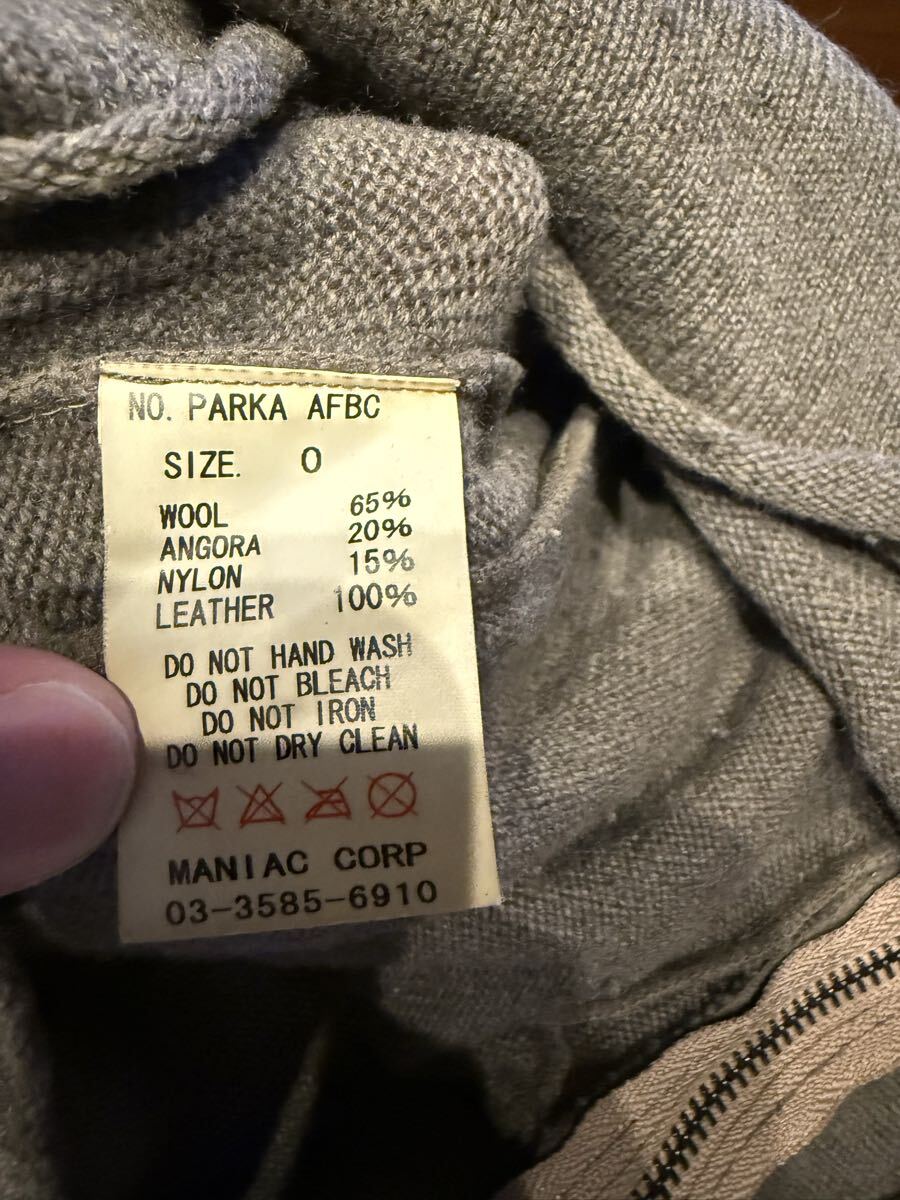 NO. PARKA AFBC
SIZE. 0
WOOL 65%
ANGORA 20%
NYLON 15%
LEATHER 100%
DO NOT HAND WASH
DO NOT BLEACH
DO NOT IRON
DO NOT DRY CLEAN
MANIAC CORP
03-3585-6910